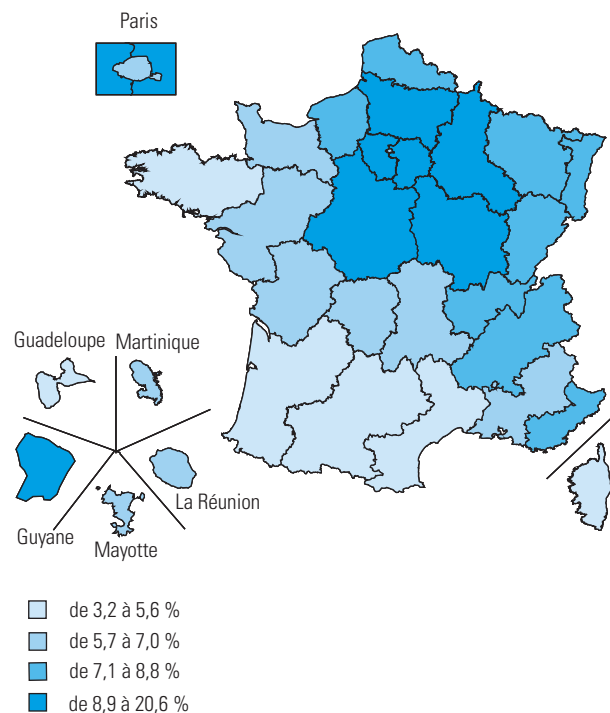 Paris
Guadeloupe
Martinique
La Réunion
Guyane
Mayotte
de 3,2 à 5,6 %
de 5,7 à 7,0 %
de 7,1 à 8,8 %
de 8,9 à 20,6 %